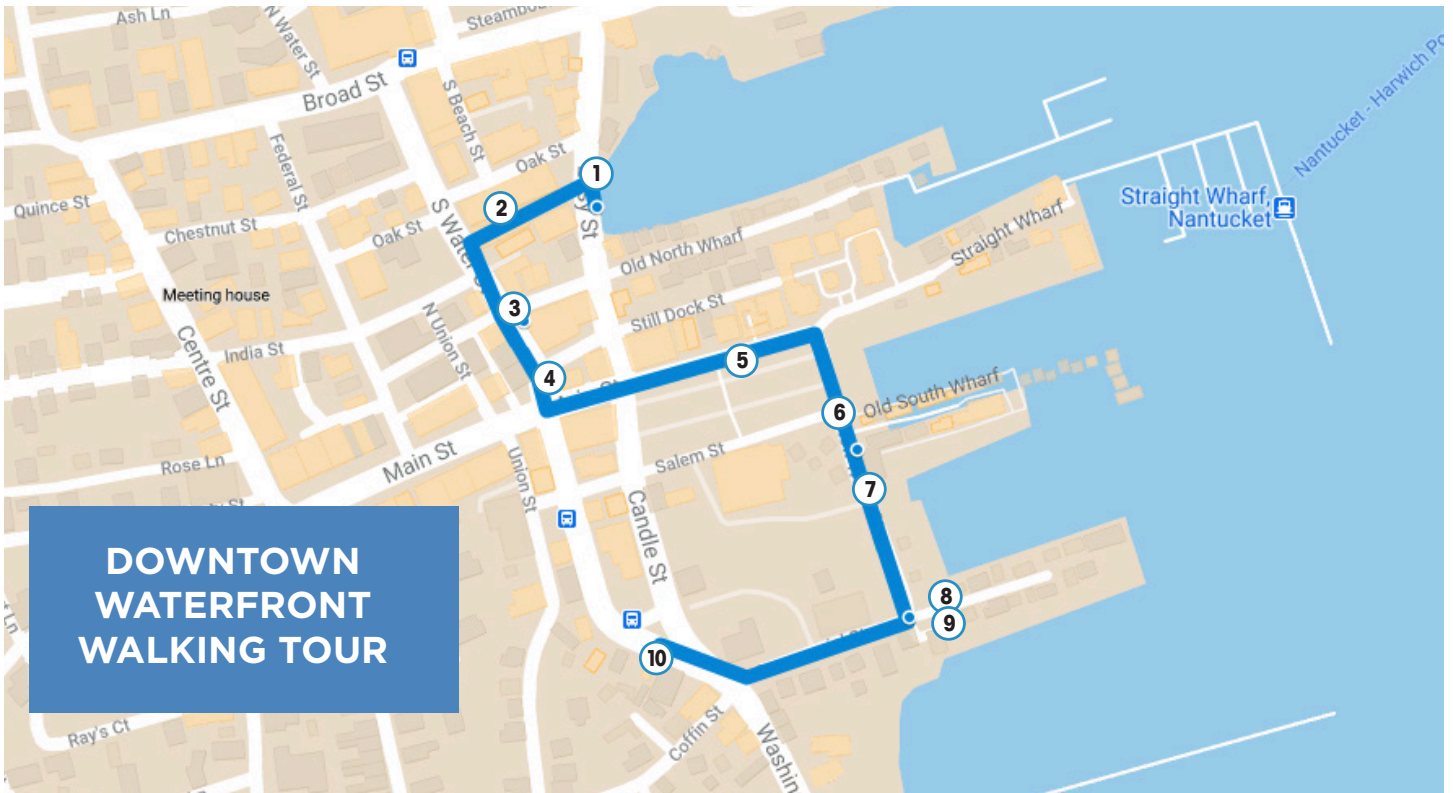 Ash Ln
N Water St
Steambo
Broad St
S Beach St
Federal St
Oak St
1
2
Quince St
Chestnut St
Oak St
S Water
Old North Wharf
Straight Wharf
Straight Wharf,
Nantucket
Nantucket - Harwich Po
Meeting house
3
Still Dock St
N Union St
India St
Centre St
4
5
6
Old South Wharf
Main St
Salem St
Rose Ln
Union St
7
Candle St
DOWNTOWN
WATERFRONT
WALKING TOUR
8
9
10
Ray's Ct
Coffin St
Washin